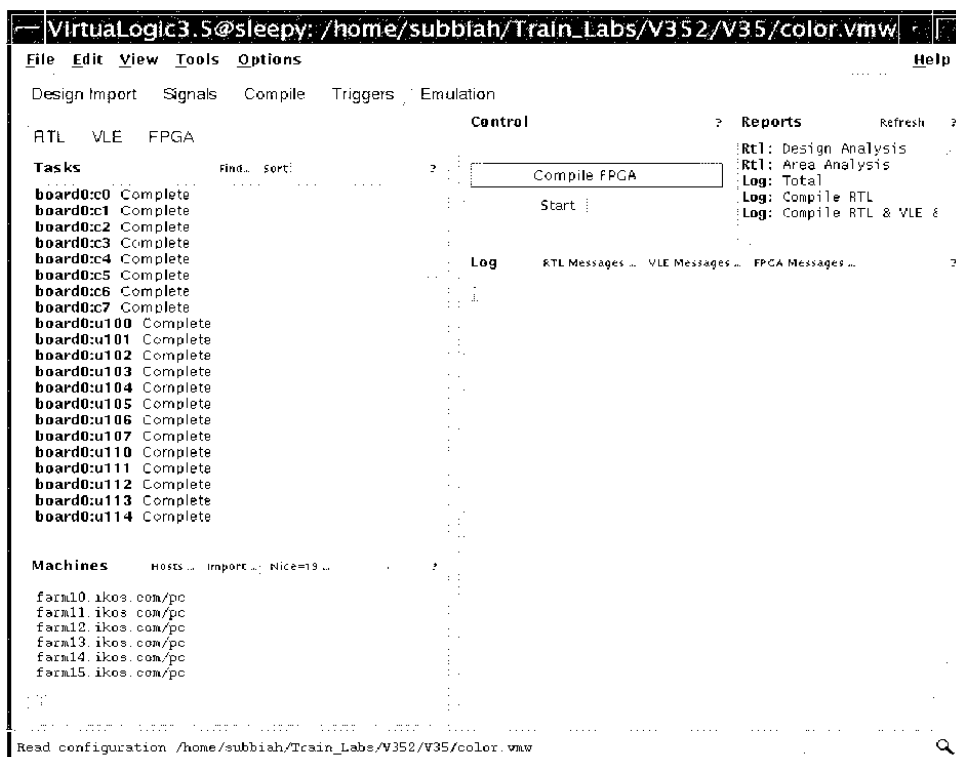 VirtuaLogic3.5@sleepy: /home/subbiah/Train_Labs/V352/V35/color.vmw
File Edit View Tools Options Help
Design Import Signals Compile Triggers Emulation
RTL VLE FPGA
Tasks Find... Sort: ?
board0:c0 Complete
board0:c1 Complete
board0:c2 Complete
board0:c3 Complete
board0:c4 Complete
board0:c5 Complete
board0:c6 Complete
board0:c7 Complete
board0:u100 Complete
board0:u101 Complete
board0:u102 Complete
board0:u103 Complete
board0:u104 Complete
board0:u105 Complete
board0:u106 Complete
board0:u107 Complete
board0:u110 Complete
board0:u111 Complete
board0:u112 Complete
board0:u113 Complete
board0:u114 Complete
Machines Hosts ... Import ... Nice=19 ... ?
farm10.ikos.com/pc
farm11.ikos.com/pc
farm12.ikos.com/pc
farm13.ikos.com/pc
farm14.ikos.com/pc
farm15.ikos.com/pc
Control ?
Compile FPGA
Start
Reports Refresh ?
Rtl: Design Analysis
Rtl: Area Analysis
Log: Total
Log: Compile RTL
Log: Compile RTL & VLE &
Log RTL Messages ... VLE Messages ... FPGA Messages ... ?
Read configuration /home/subbiah/Train_Labs/V352/V35/color.vmw